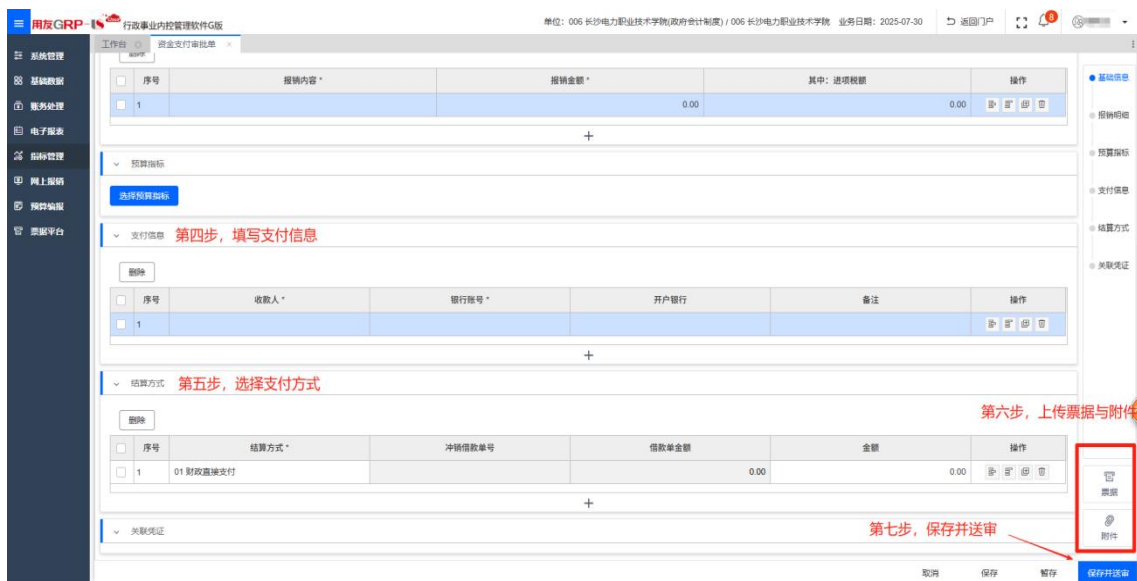 用友GRP-U8 Cloud 行政事业内控管理软件G版
单位：006 长沙电力职业技术学院(政府会计制度) / 006 长沙电力职业技术学院 业务日期：2025-07-30 返回门户 8
工作台 资金支付审批单
系统管理
基础数据
账务处理
电子报表
指标管理
网上报销
预算编报
票据平台
删除
序号 报销内容 * 报销金额 * 其中：进项税额 操作
1 0.00 0.00
+
预算指标
选择预算指标
支付信息 第四步，填写支付信息
删除
序号 收款人 * 银行账号 * 开户银行 备注 操作
1
+
结算方式 第五步，选择支付方式
删除
序号 结算方式 * 冲销借款单号 借款单金额 金额 操作
1 01 财政直接支付 0.00 0.00
+
关联凭证
基础信息
报销明细
预算指标
支付信息
结算方式
关联凭证
第六步，上传票据与附件
票据
附件
第七步，保存并送审
取消 保存 暂存 保存并送审